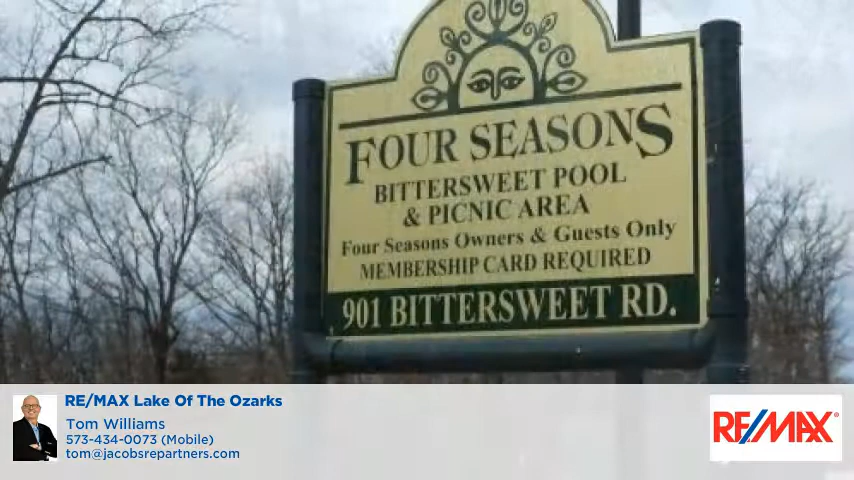 FOUR SEASONS
BITTERSWEET POOL
& PICNIC AREA
Four Seasons Owners & Guests Only
MEMBERSHIP CARD REQUIRED
901 BITTERSWEET RD.
RE/MAX Lake Of The Ozarks
Tom Williams
573-434-0073 (Mobile)
tom@jacobsrepartners.com
RE/MAX®